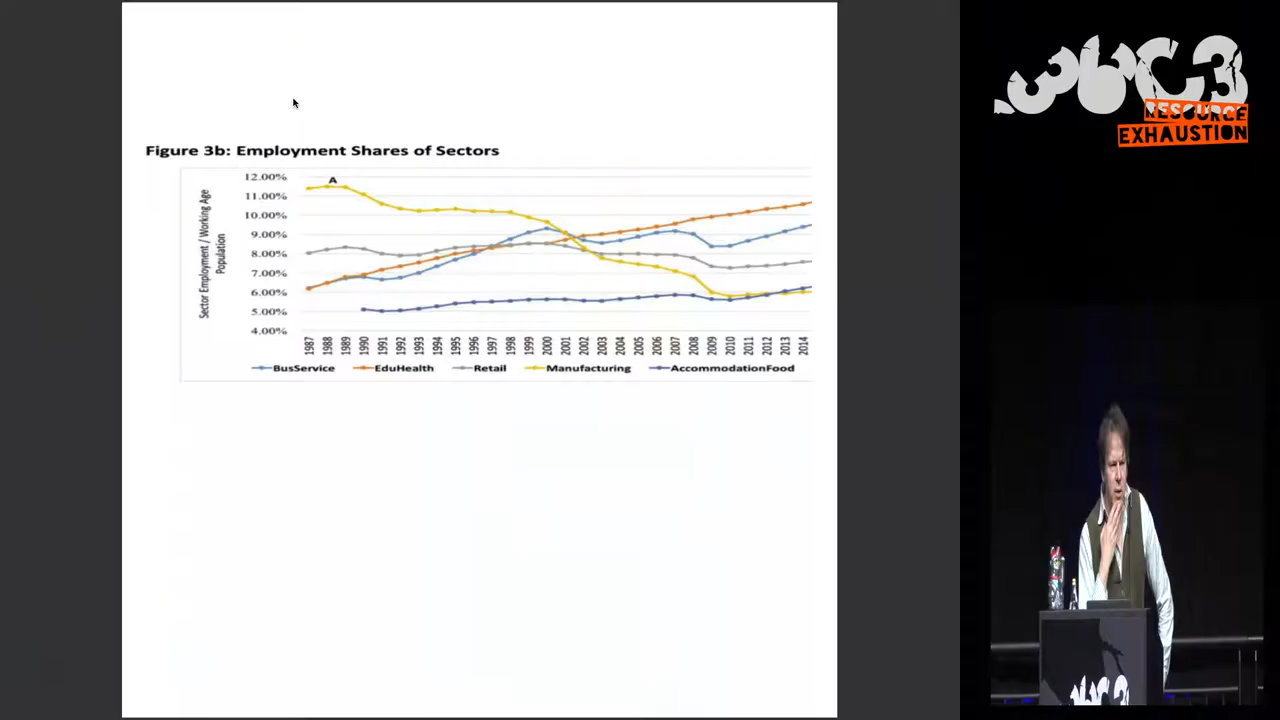 36C3
RESOURCE
EXHAUSTION
Figure 3b: Employment Shares of Sectors
Sector Employment / Working Age
Population
12.00%
11.00%
10.00%
9.00%
8.00%
7.00%
6.00%
5.00%
4.00%
A
1987 1988 1989 1990 1991 1992 1993 1994 1995 1996 1997 1998 1999 2000 2001 2002 2003 2004 2005 2006 2007 2008 2009 2010 2011 2012 2013 2014
BusService EduHealth Retail Manufacturing AccommodationFood
36C3